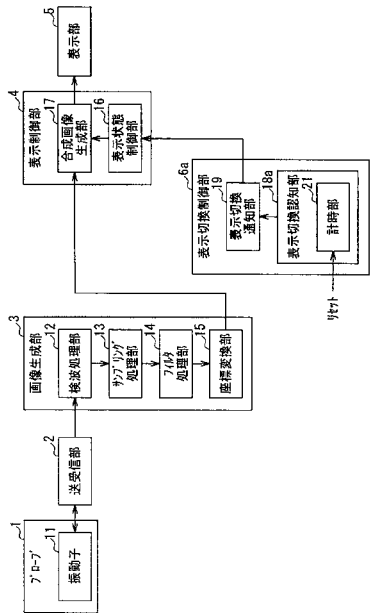 1
プローブ
11
振動子
2
送受信部
3
画像生成部
12
検波処理部
13
サンプリング
処理部
14
フィルタ
処理部
15
座標変換部
4
表示制御部
17
合成画像
生成部
16
表示状態
制御部
5
表示部
6a
表示切換制御部
19
表示切換
通知部
18a
表示切換認知部
21
計時部
リセット